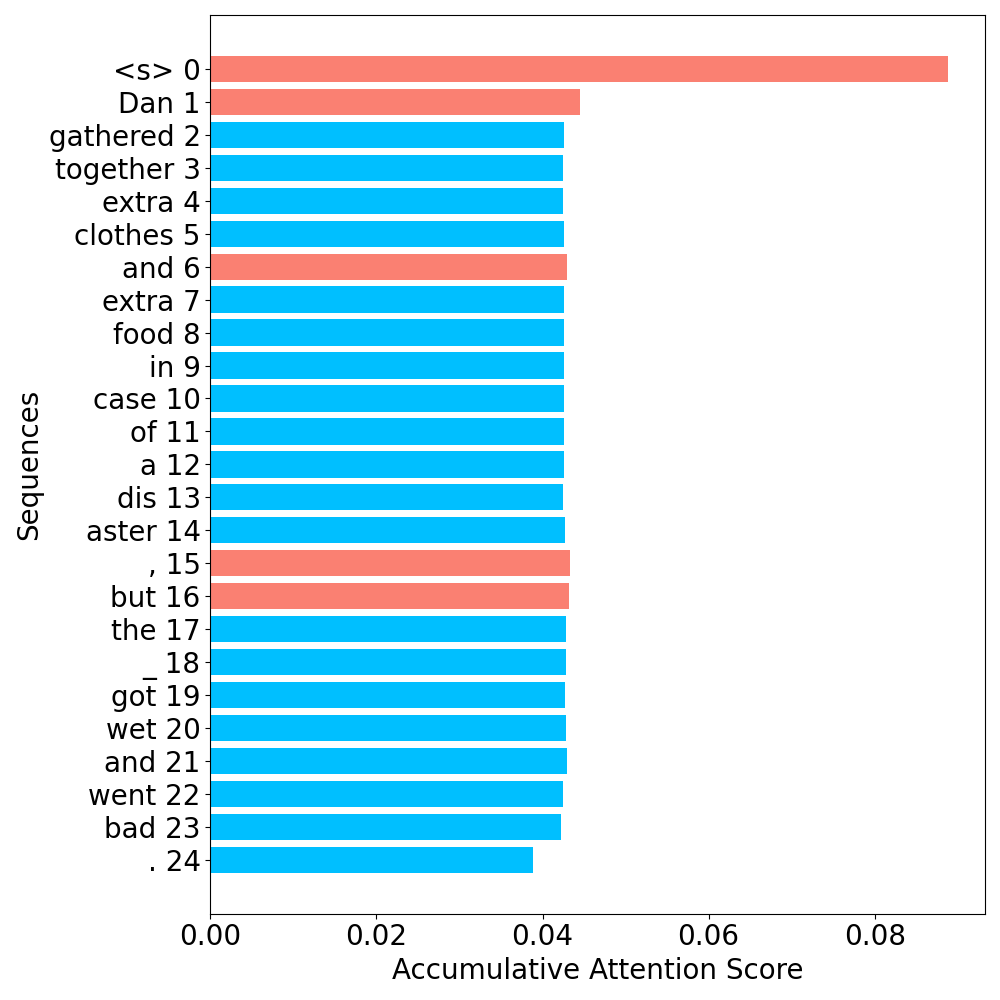 <s> 0
Dan 1
gathered 2
together 3
extra 4
clothes 5
and 6
extra 7
food 8
in 9
case 10
of 11
a 12
dis 13
aster 14
, 15
but 16
the 17
_ 18
got 19
wet 20
and 21
went 22
bad 23
. 24
Sequences
0.00 0.02 0.04 0.06 0.08
Accumulative Attention Score